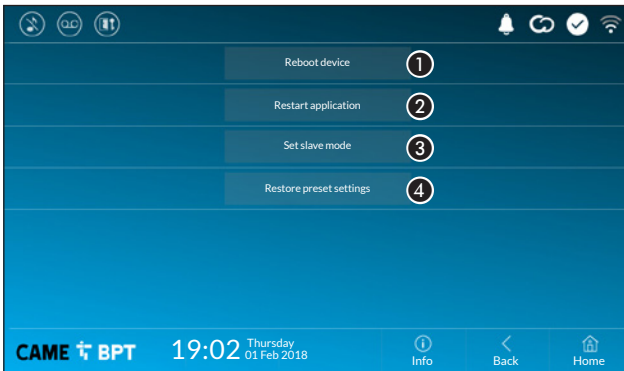 Reboot device 1
Restart application 2
Set slave mode 3
Restore preset settings 4
CAME BPT 19:02 Thursday
01 Feb 2018
Info Back Home